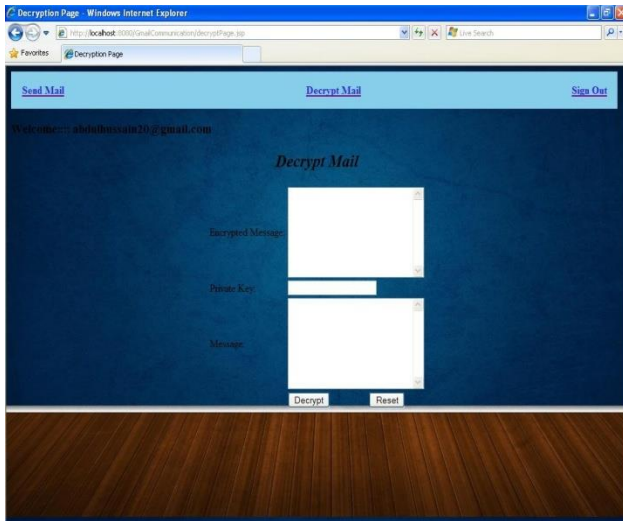 Decryption Page - Windows Internet Explorer
http://localhost:8080/GmailCommunication/decryptPage.jsp
Live Search
Favorites
Decryption Page
Send Mail
Decrypt Mail
Sign Out
Welcome::: abdulhussain20@gmail.com
Decrypt Mail
Encrypted Message:
Private Key:
Message:
Decrypt
Reset